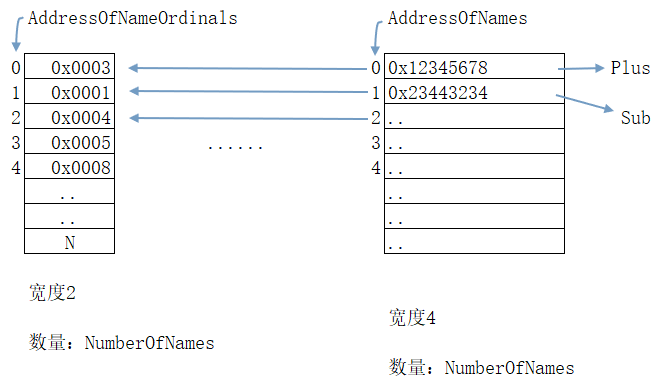 AddressOfNameOrdinals
0 0x0003
1 0x0001
2 0x0004
3 0x0005
4 0x0008
..
..
N
宽度2
数量：NumberOfNames
......
AddressOfNames
0 0x12345678 Plus
1 0x23443234 Sub
2 ..
3 ..
4 ..
..
..
..
宽度4
数量：NumberOfNames